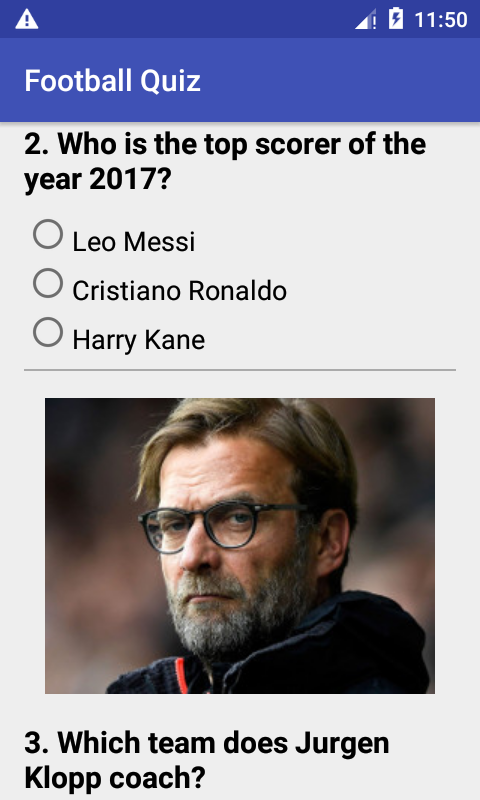 11:50
Football Quiz
2. Who is the top scorer of the
year 2017?
Leo Messi
Cristiano Ronaldo
Harry Kane
3. Which team does Jurgen
Klopp coach?